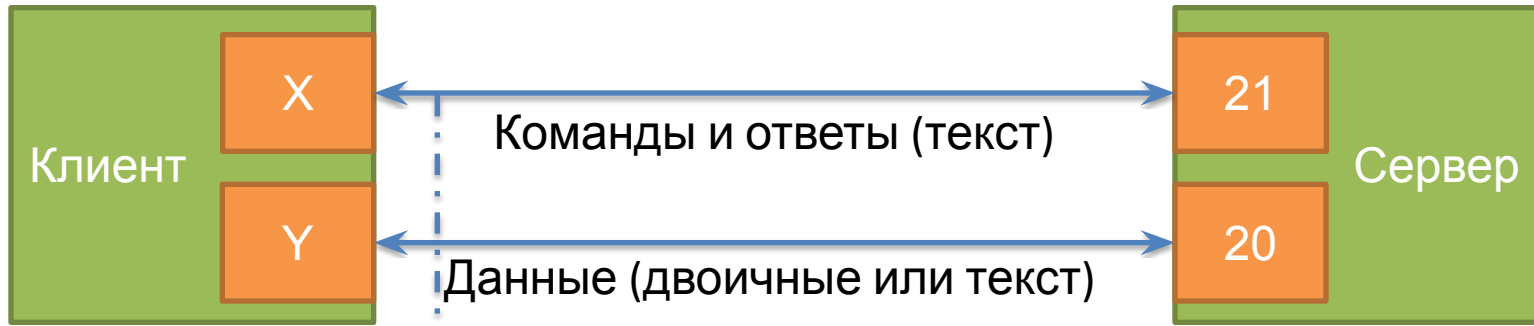 Клиент
X
Y
Команды и ответы (текст)
Данные (двоичные или текст)
21
20
Сервер